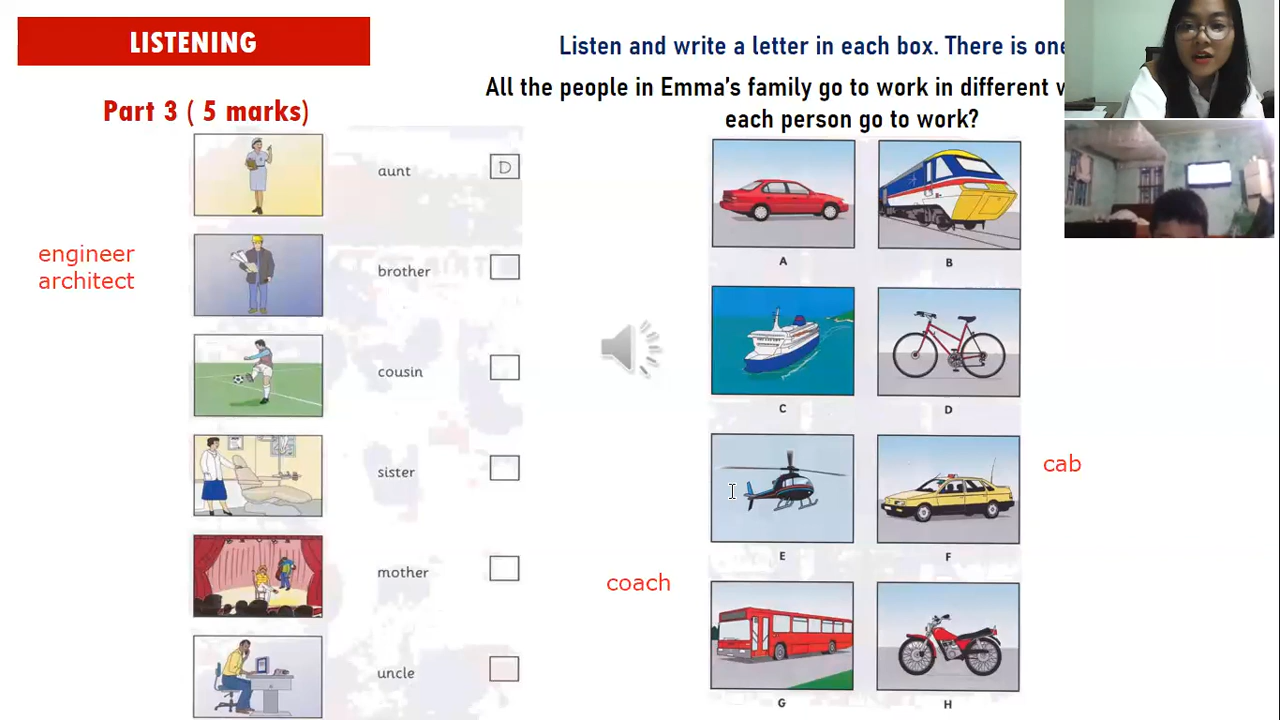 LISTENING
Listen and write a letter in each box. There is one
All the people in Emma's family go to work in different
each person go to work?
Part 3 ( 5 marks)
aunt
D
engineer
architect
brother
cousin
sister
mother
uncle
A
B
C
D
E
F
cab
coach
G
H